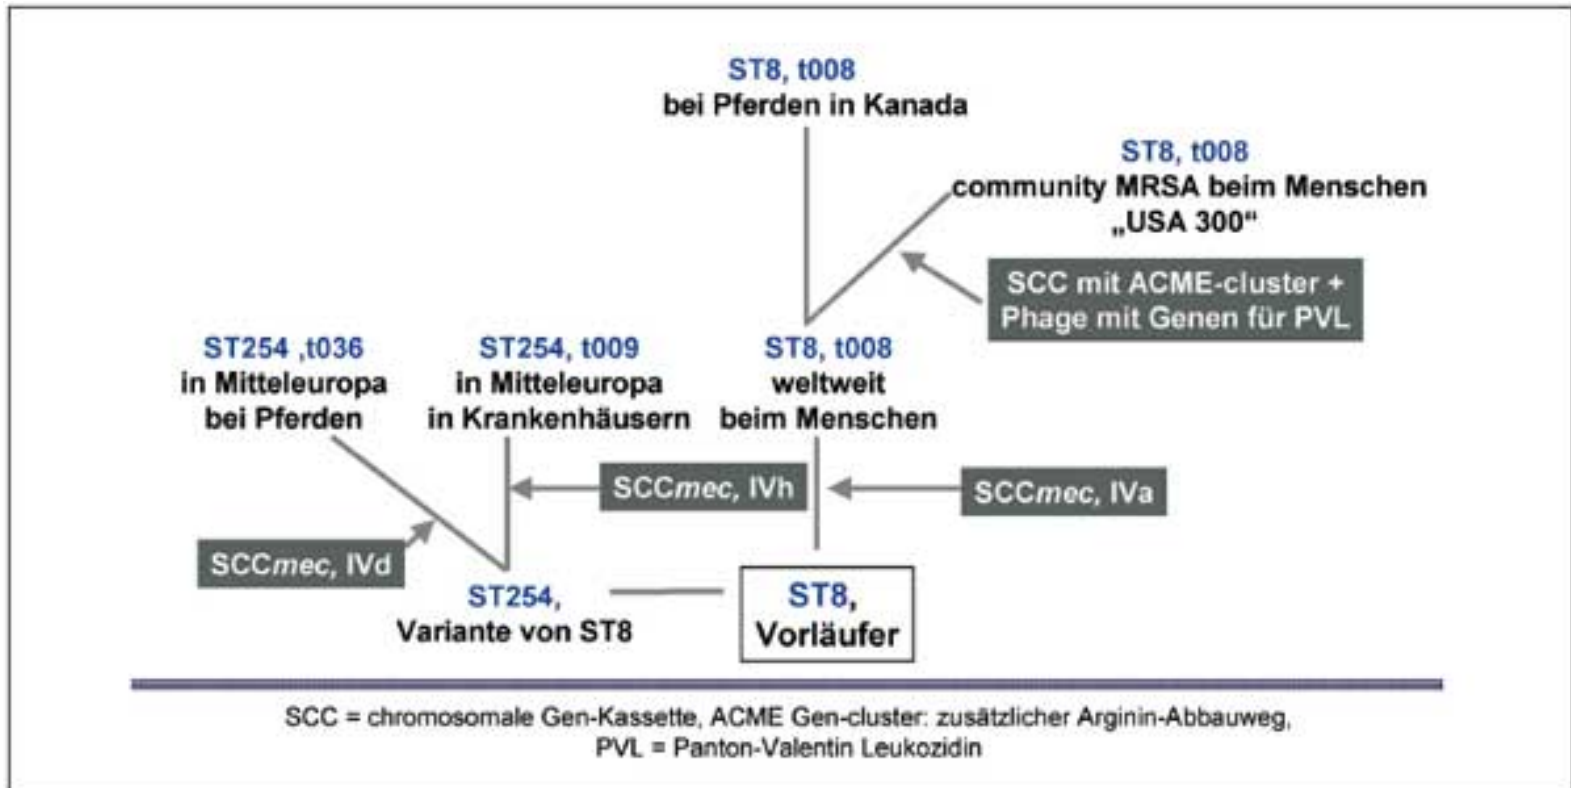 ST8, t008
bei Pferden in Kanada
ST8, t008
community MRSA beim Menschen
„USA 300“
SCC mit ACME-cluster +
Phage mit Genen für PVL
ST254 ,t036
in Mitteleuropa
bei Pferden
ST254, t009
in Mitteleuropa
in Krankenhäusern
ST8, t008
weltweit
beim Menschen
SCCmec, IVh
SCCmec, IVa
SCCmec, IVd
ST254,
Variante von ST8
ST8,
Vorläufer
SCC = chromosomale Gen-Kassette, ACME Gen-cluster: zusätzlicher Arginin-Abbauweg,
PVL = Panton-Valentin Leukozidin